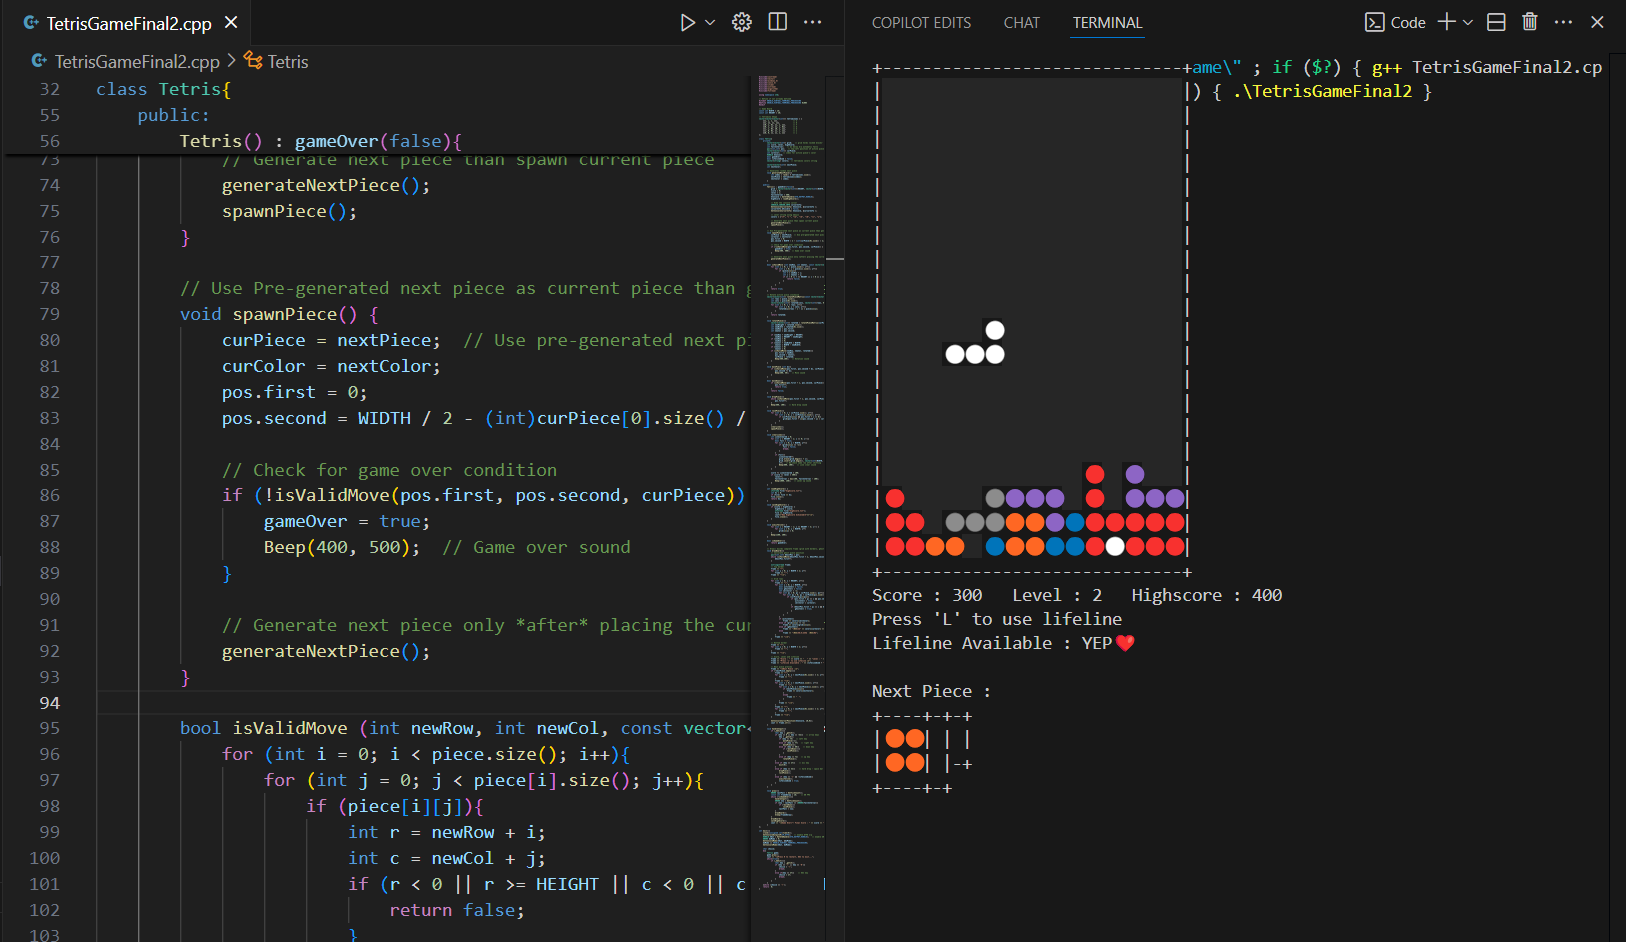 TetrisGameFinal2.cpp
TetrisGameFinal2.cpp > Tetris
32 class Tetris{
55 public:
56 Tetris() : gameOver(false){
73 // Generate next piece than spawn current piece
74 generateNextPiece();
75 spawnPiece();
76 }
77
78 // Use Pre-generated next piece as current piece than g
79 void spawnPiece() {
80 curPiece = nextPiece;  // Use pre-generated next pi
81 curColor = nextColor;
82 pos.first = 0;
83 pos.second = WIDTH / 2 - (int)curPiece[0].size() /
84
85 // Check for game over condition
86 if (!isValidMove(pos.first, pos.second, curPiece))
87 gameOver = true;
88 Beep(400, 500);  // Game over sound
89 }
90
91 // Generate next piece only *after* placing the cur
92 generateNextPiece();
93 }
94
95 bool isValidMove (int newRow, int newCol, const vector<
96 for (int i = 0; i < piece.size(); i++){
97 for (int j = 0; j < piece[i].size(); j++){
98 if (piece[i][j]){
99 int r = newRow + i;
100 int c = newCol + j;
101 if (r < 0 || r >= HEIGHT || c < 0 || c
102 return false;
103 }
COPILOT EDITS CHAT TERMINAL Code
+------------------------------+ame\" ; if ($?) { g++ TetrisGameFinal2.cp
|                              |) { .\TetrisGameFinal2 }
+------------------------------+
Score : 300   Level : 2   Highscore : 400
Press 'L' to use lifeline
Lifeline Available : YEP❤️
Next Piece :
+----+-+-+
|    | | |
|    | |-+
+----+-+